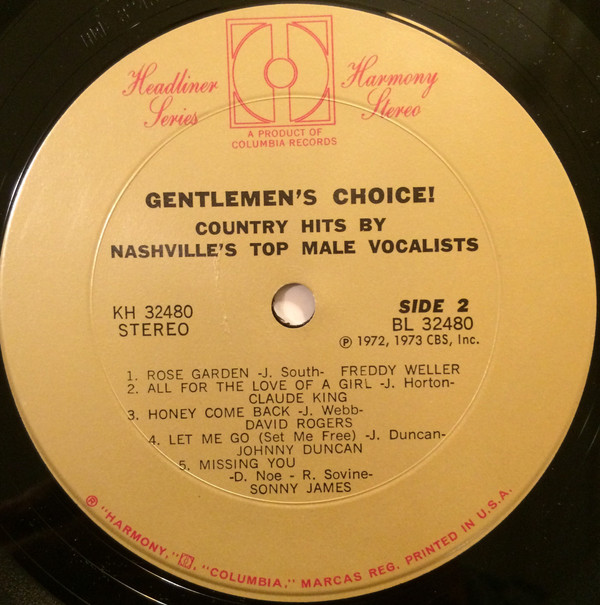 Headliner Series
Harmony Stereo
A PRODUCT OF
COLUMBIA RECORDS
GENTLEMEN'S CHOICE!
COUNTRY HITS BY
NASHVILLE'S TOP MALE VOCALISTS
KH 32480
STEREO
SIDE 2
BL 32480
℗ 1972, 1973 CBS, Inc.
1. ROSE GARDEN -J. South- FREDDY WELLER
2. ALL FOR THE LOVE OF A GIRL -J. Horton-
CLAUDE KING
3. HONEY COME BACK -J. Webb-
DAVID ROGERS
4. LET ME GO (Set Me Free) -J. Duncan-
JOHNNY DUNCAN
5. MISSING YOU
-D. Noe - R. Sovine-
SONNY JAMES
® "HARMONY," , "COLUMBIA," MARCAS REG. PRINTED IN U.S.A.